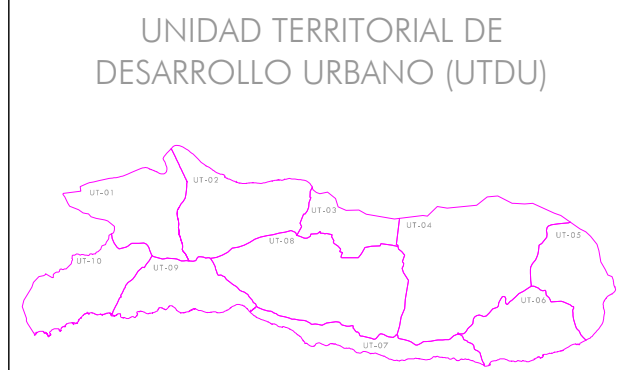 UNIDAD TERRITORIAL DE
DESARROLLO URBANO (UTDU)
UT-01
UT-02
UT-03
UT-04
UT-05
UT-08
UT-10
UT-09
UT-06
UT-07